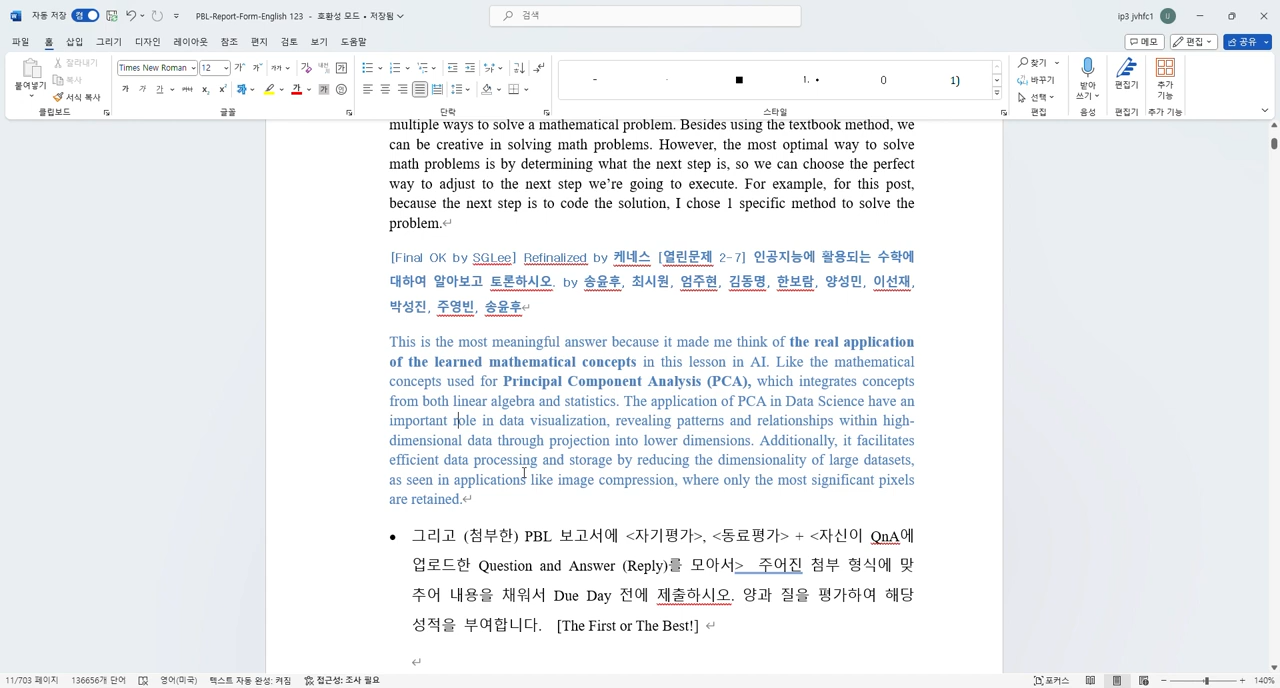 자동 저장 켬 PBL-Report-Form-English 123 - 호환성 모드 • 저장됨 검색 ip3 jvhfc1
파일 홈 삽입 그리기 디자인 레이아웃 참조 편지 검토 보기 도움말 메모 편집 공유
붙여넣기 잘라내기 복사 서식 복사 Times New Roman 12 1. • 0 1) 찾기 바꾸기 선택 받아쓰기 편집기 추가 기능
클립보드 글꼴 단락 스타일 편집 음성 편집기 추가 기능
multiple ways to solve a mathematical problem. Besides using the textbook method, we
can be creative in solving math problems. However, the most optimal way to solve
math problems is by determining what the next step is, so we can choose the perfect
way to adjust to the next step we’re going to execute. For example, for this post,
because the next step is to code the solution, I chose 1 specific method to solve the
problem.
[Final OK by SGLee] Refinalized by 케네스 [열린문제 2-7] 인공지능에 활용되는 수학에
대하여 알아보고 토론하시오. by 송윤후, 최시원, 엄주현, 김동명, 한보람, 양성민, 이선재,
박성진, 주영빈, 송윤후
This is the most meaningful answer because it made me think of the real application
of the learned mathematical concepts in this lesson in AI. Like the mathematical
concepts used for Principal Component Analysis (PCA), which integrates concepts
from both linear algebra and statistics. The application of PCA in Data Science have an
important role in data visualization, revealing patterns and relationships within high-
dimensional data through projection into lower dimensions. Additionally, it facilitates
efficient data processing and storage by reducing the dimensionality of large datasets,
as seen in applications like image compression, where only the most significant pixels
are retained.
• 그리고 (첨부한) PBL 보고서에 <자기평가>, <동료평가> + <자신이 QnA에
업로드한 Question and Answer (Reply)를 모아서> 주어진 첨부 형식에 맞
추어 내용을 채워서 Due Day 전에 제출하시오. 양과 질을 평가하여 해당
성적을 부여합니다. [The First or The Best!]
11/703 페이지 136656개 단어 영어(미국) 텍스트 자동 완성: 켜짐 접근성: 조사 필요 포커스 140%